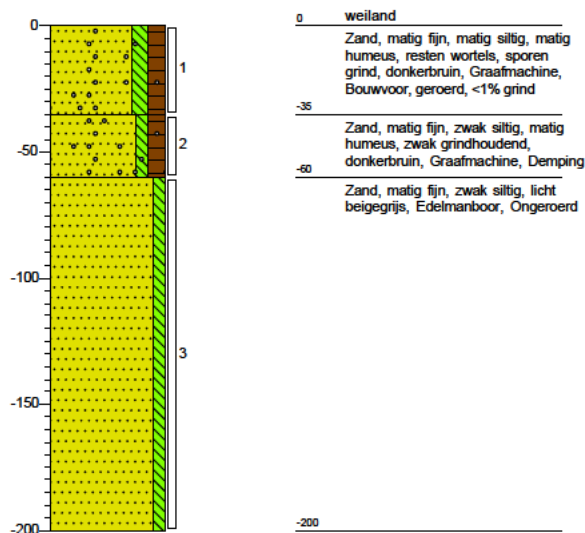 0
weiland
Zand, matig fijn, matig siltig, matig
humeus, resten wortels, sporen
grind, donkerbruin, Graafmachine,
Bouwvoor, geroerd, <1% grind
-35
Zand, matig fijn, zwak siltig, matig
humeus, zwak grindhoudend,
donkerbruin, Graafmachine, Demping
-60
Zand, matig fijn, zwak siltig, licht
beigegrijs, Edelmanboor, Ongeroerd
-200
0
-50
-100
-150
-200
1
2
3